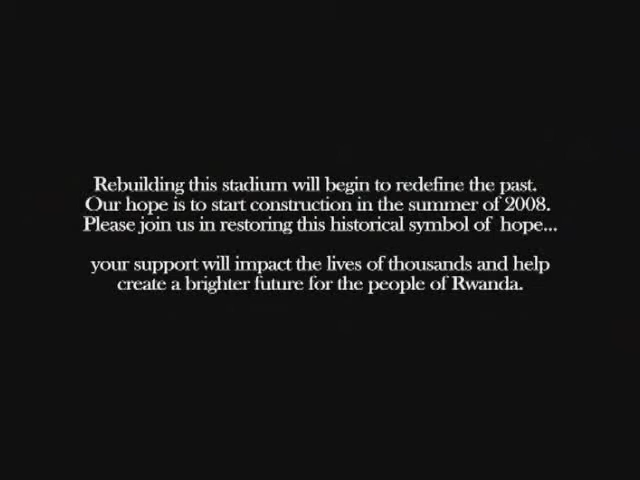 Rebuilding this stadium will begin to redefine the past.
Our hope is to start construction in the summer of 2008.
Please join us in restoring this historical symbol of hope...
your support will impact the lives of thousands and help
create a brighter future for the people of Rwanda.